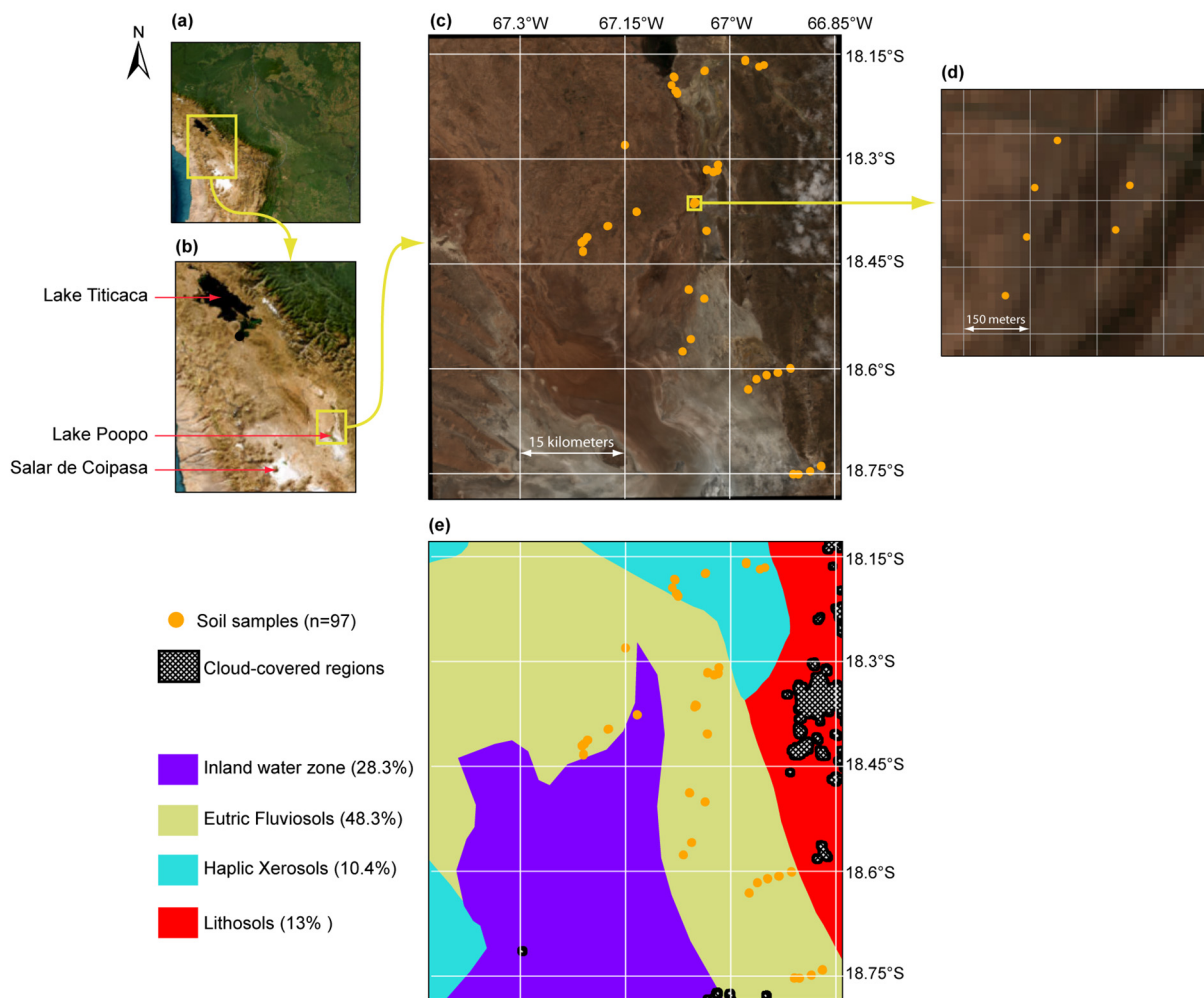 (a)
N
(b)
Lake Titicaca
Lake Poopo
Salar de Coipasa
(c)
67.3°W 67.15°W 67°W 66.85°W
18.15°S
18.3°S
18.45°S
18.6°S
18.75°S
15 kilometers
(d)
150 meters
(e)
18.15°S
18.3°S
18.45°S
18.6°S
18.75°S
Soil samples (n=97)
Cloud-covered regions
Inland water zone (28.3%)
Eutric Fluviosols (48.3%)
Haplic Xerosols (10.4%)
Lithosols (13% )